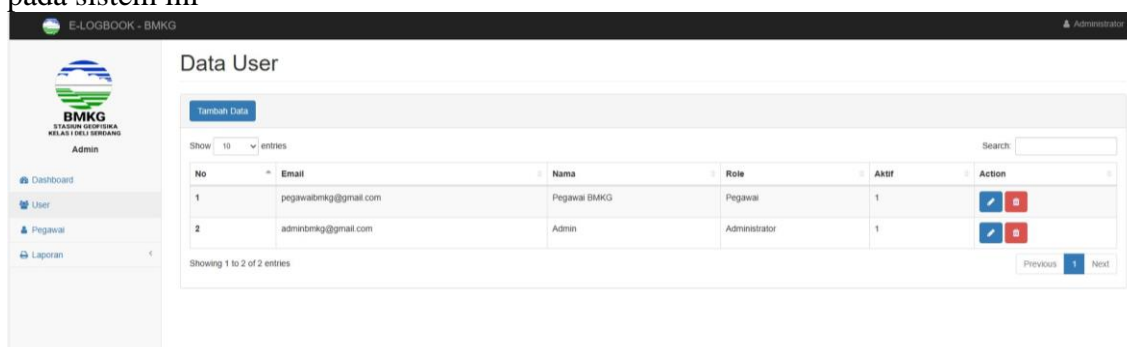 pada sistem ini
E-LOGBOOK - BMKG
Administrator
BMKG
STASIUN GEOFISIKA
KELAS I DELI SERDANG
Admin
Dashboard
User
Pegawai
Laporan
Data User
Tambah Data
Show 10 entries
Search:
No Email Nama Role Aktif Action
1 pegawaibmkg@gmail.com Pegawai BMKG Pegawai 1
2 adminbmkg@gmail.com Admin Administrator 1
Showing 1 to 2 of 2 entries
Previous 1 Next